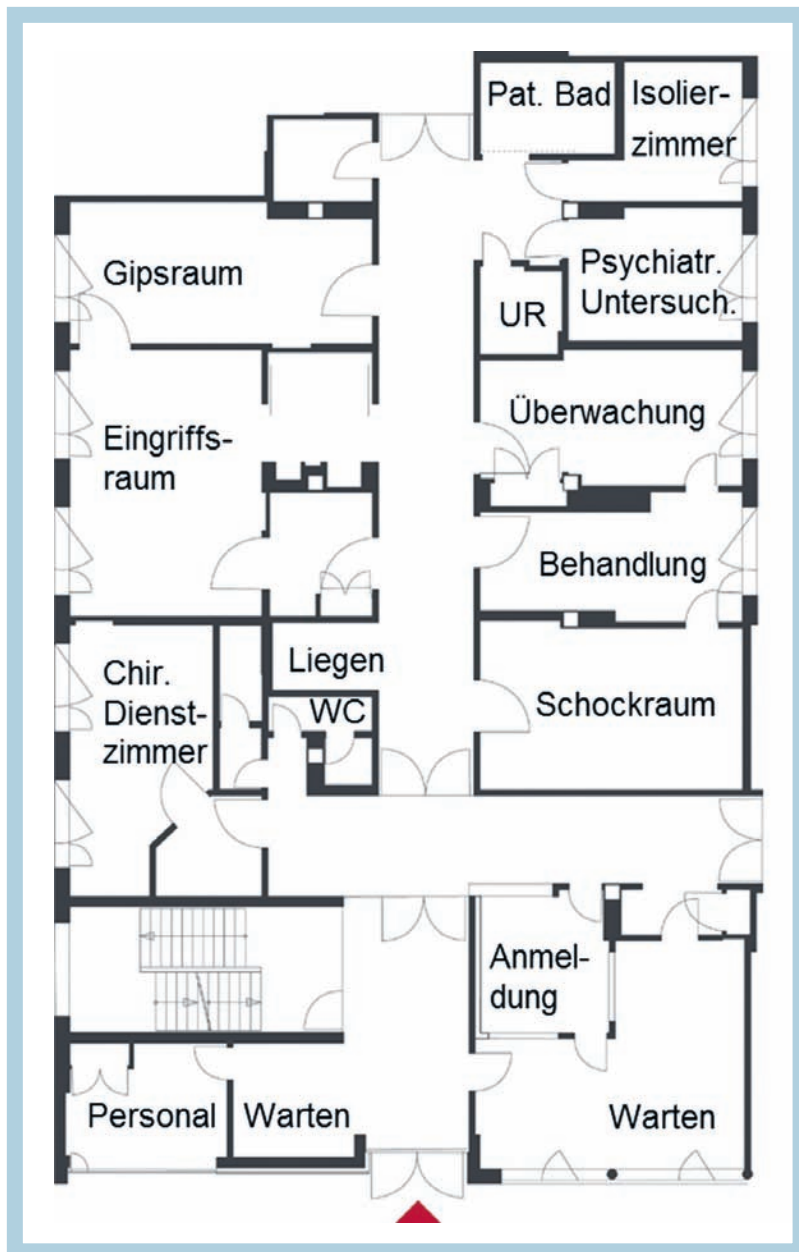 Pat. Bad
Isolier-
zimmer
Gipsraum
Psychiatr.
Untersuch.
UR
Überwachung
Eingriffs-
raum
Behandlung
Liegen
Chir.
Dienst-
zimmer
WC
Schockraum
Anmel-
dung
Personal
Warten
Warten